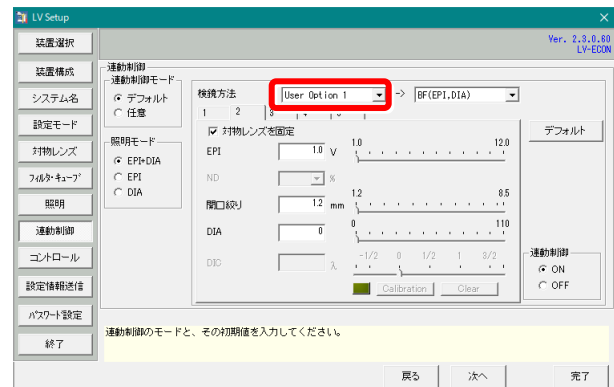 LV Setup
Ver. 2.3.0.60
LV-ECON
装置選択
装置構成
システム名
設定モード
対物レンズ
フィルタ・キューブ
照明
連動制御
コントロール
設定情報送信
パスワード設定
終了
連動制御
連動制御モード
デフォルト
任意
照明モード
EPI+DIA
EPI
DIA
検鏡方法 User Option 1 -> BF(EPI,DIA)
1 2 3
対物レンズを固定
EPI 1.0 V 1.0 12.0
ND %
開口絞り 1.2 mm 1.2 8.5
DIA 0 0 110
DIC λ -1/2 0 1/2 1 3/2
Calibration Clear
デフォルト
連動制御
ON
OFF
連動制御のモードと、その初期値を入力してください。
戻る 次へ 完了